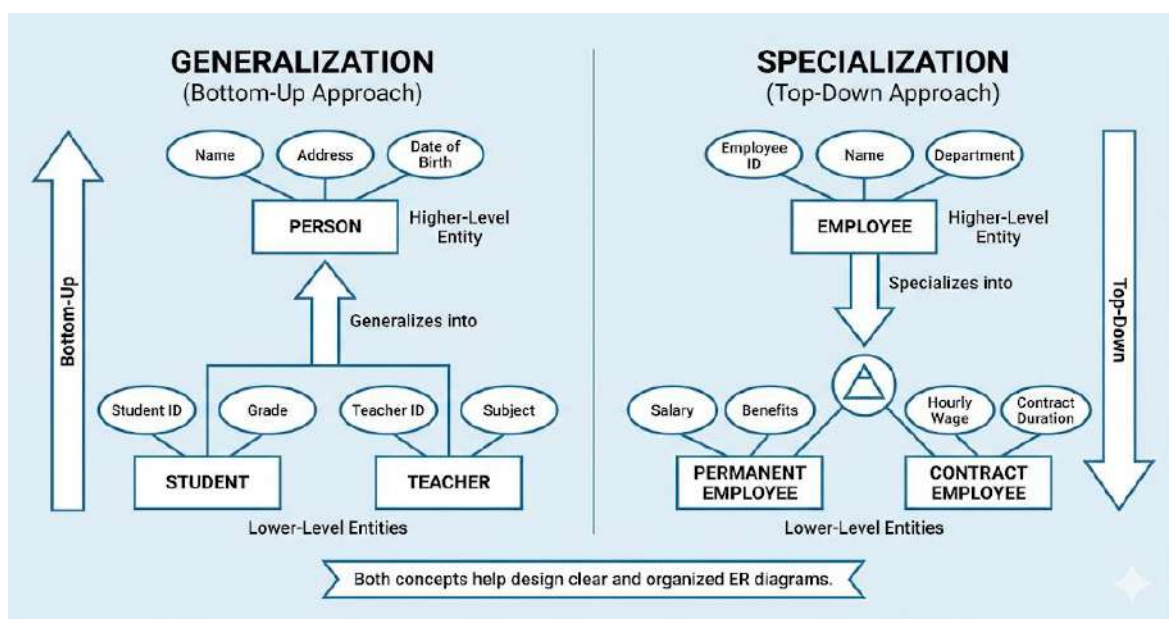 GENERALIZATION
(Bottom-Up Approach)
Name
Address
Date of
Birth
PERSON
Higher-Level
Entity
Bottom-Up
Generalizes into
Student ID
Grade
Teacher ID
Subject
STUDENT
TEACHER
Lower-Level Entities
SPECIALIZATION
(Top-Down Approach)
Employee
ID
Name
Department
EMPLOYEE
Higher-Level
Entity
Specializes into
Top-Down
Salary
Benefits
Hourly
Wage
Contract
Duration
PERMANENT
EMPLOYEE
CONTRACT
EMPLOYEE
Lower-Level Entities
Both concepts help design clear and organized ER diagrams.